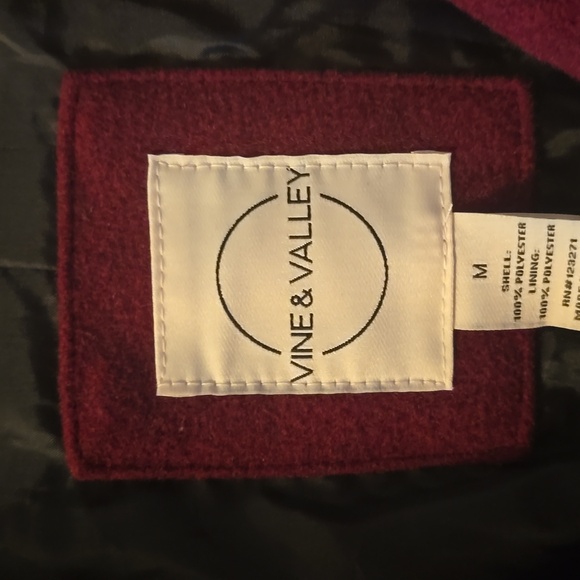 VINE & VALLEY
M
SHELL:
100% POLYESTER
LINING:
100% POLYESTER
RN#123271